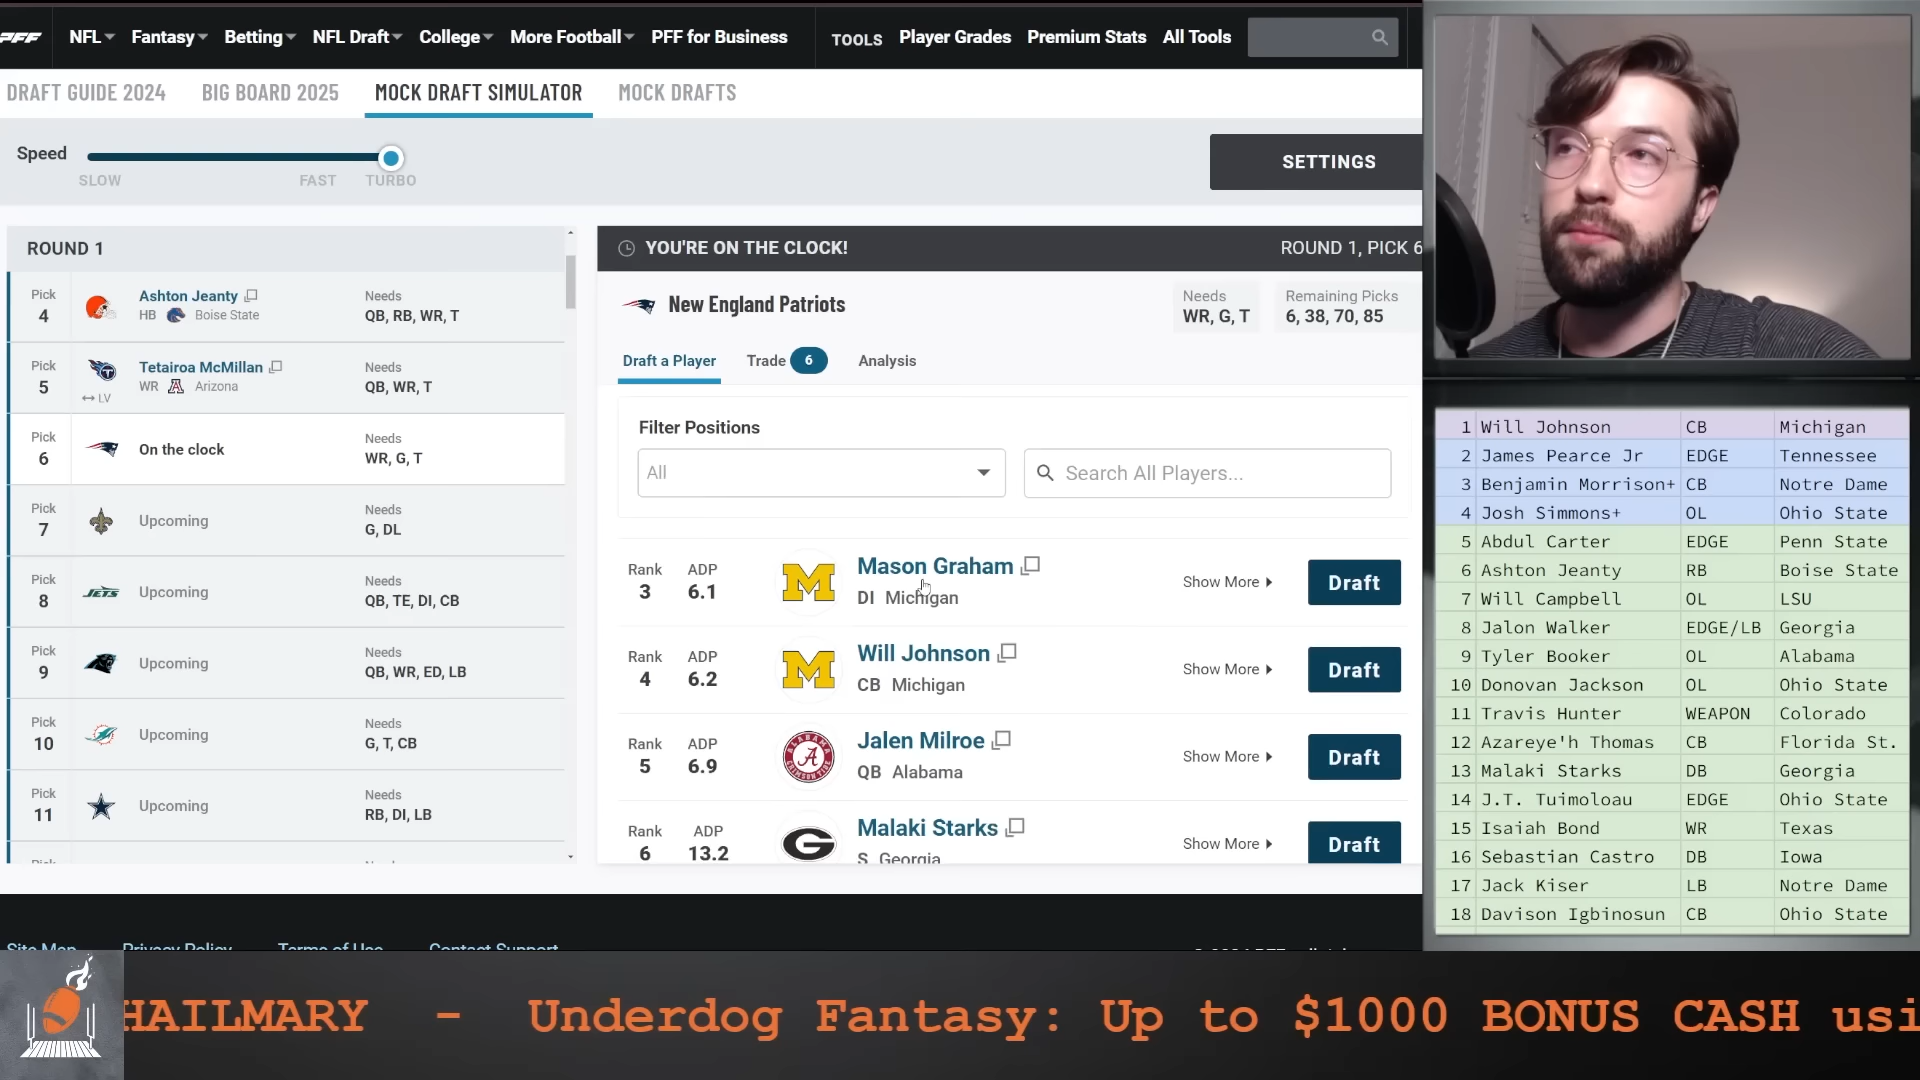 PFF NFL Fantasy Betting NFL Draft College More Football PFF for Business TOOLS Player Grades Premium Stats All Tools
DRAFT GUIDE 2024 BIG BOARD 2025 MOCK DRAFT SIMULATOR MOCK DRAFTS
Speed
SLOW FAST TURBO
SETTINGS
ROUND 1
Pick 4 Ashton Jeanty Needs
HB Boise State QB, RB, WR, T
Pick 5 Tetairoa McMillan Needs
WR Arizona QB, WR, T
LV
Pick 6 On the clock Needs
WR, G, T
Pick 7 Upcoming Needs
G, DL
Pick 8 JETS Upcoming Needs
QB, TE, DI, CB
Pick 9 Upcoming Needs
QB, WR, ED, LB
Pick 10 Upcoming Needs
G, T, CB
Pick 11 Upcoming Needs
RB, DI, LB
YOU'RE ON THE CLOCK! ROUND 1, PICK 6
New England Patriots
Needs
WR, G, T
Remaining Picks
6, 38, 70, 85
Draft a Player Trade 6 Analysis
Filter Positions
All
Search All Players...
Rank 3 ADP 6.1 M Mason Graham Show More Draft
DI Michigan
Rank 4 ADP 6.2 M Will Johnson Show More Draft
CB Michigan
Rank 5 ADP 6.9 Jalen Milroe Show More Draft
QB Alabama
Rank 6 ADP 13.2 G Malaki Starks Show More Draft
S Georgia
Site Map Privacy Policy Terms of Use Contact Support
1 Will Johnson CB Michigan
2 James Pearce Jr EDGE Tennessee
3 Benjamin Morrison+ CB Notre Dame
4 Josh Simmons+ OL Ohio State
5 Abdul Carter EDGE Penn State
6 Ashton Jeanty RB Boise State
7 Will Campbell OL LSU
8 Jalon Walker EDGE/LB Georgia
9 Tyler Booker OL Alabama
10 Donovan Jackson OL Ohio State
11 Travis Hunter WEAPON Colorado
12 Azareye'h Thomas CB Florida St.
13 Malaki Starks DB Georgia
14 J.T. Tuimoloau EDGE Ohio State
15 Isaiah Bond WR Texas
16 Sebastian Castro DB Iowa
17 Jack Kiser LB Notre Dame
18 Davison Igbinosun CB Ohio State
HAILMARY - Underdog Fantasy: Up to $1000 BONUS CASH usi